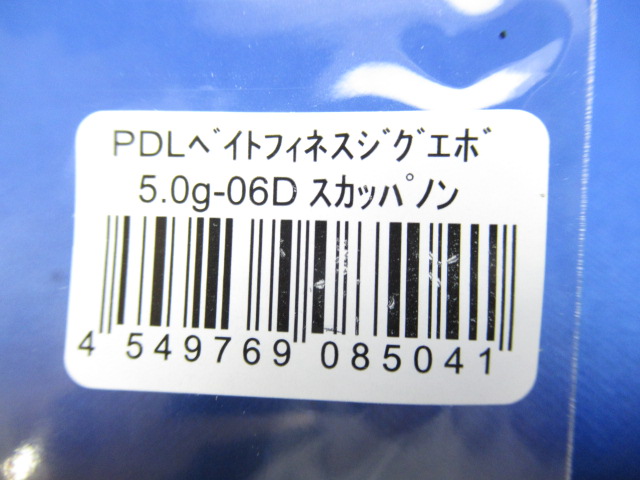 PDLﾍﾞｲﾄﾌｨﾈｽｼﾞｸﾞｴﾎﾞ
5.0g-06D ｽｶｯﾊﾟﾉﾝ
4 549769 085041